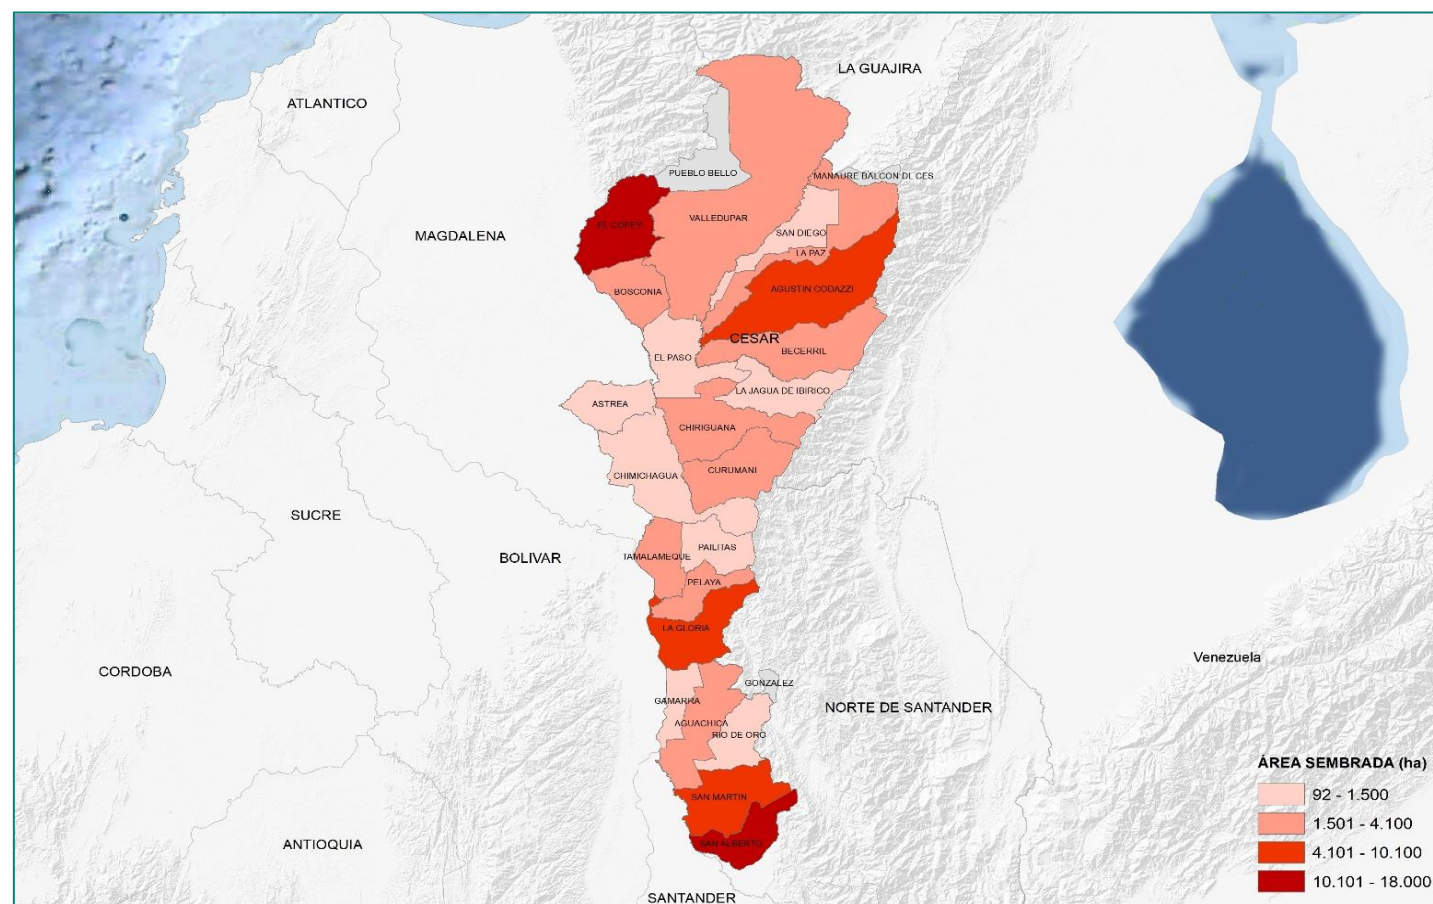 LA GUAJIRA
ATLANTICO
PUEBLO BELLO
MANAURE BALCON DL CES
VALLEDUPAR
EL COPEY
SAN DIEGO
MAGDALENA
LA PAZ
AGUSTIN CODAZZI
BOSCONIA
CESAR
BECERRIL
EL PASO
LA JAGUA DE IBIRICO
ASTREA
CHIRIGUANA
CURUMANI
CHIMICHAGUA
SUCRE
PAILITAS
TAMALAMEQUE
BOLIVAR
PELAYA
LA GLORIA
Venezuela
CORDOBA
GONZALEZ
GAMARRA
NORTE DE SANTANDER
AGUACHICA
RIO DE ORO
SAN MARTIN
ANTIOQUIA
SAN ALBERTO
SANTANDER
ÁREA SEMBRADA (ha)
92 - 1.500
1.501 - 4.100
4.101 - 10.100
10.101 - 18.000